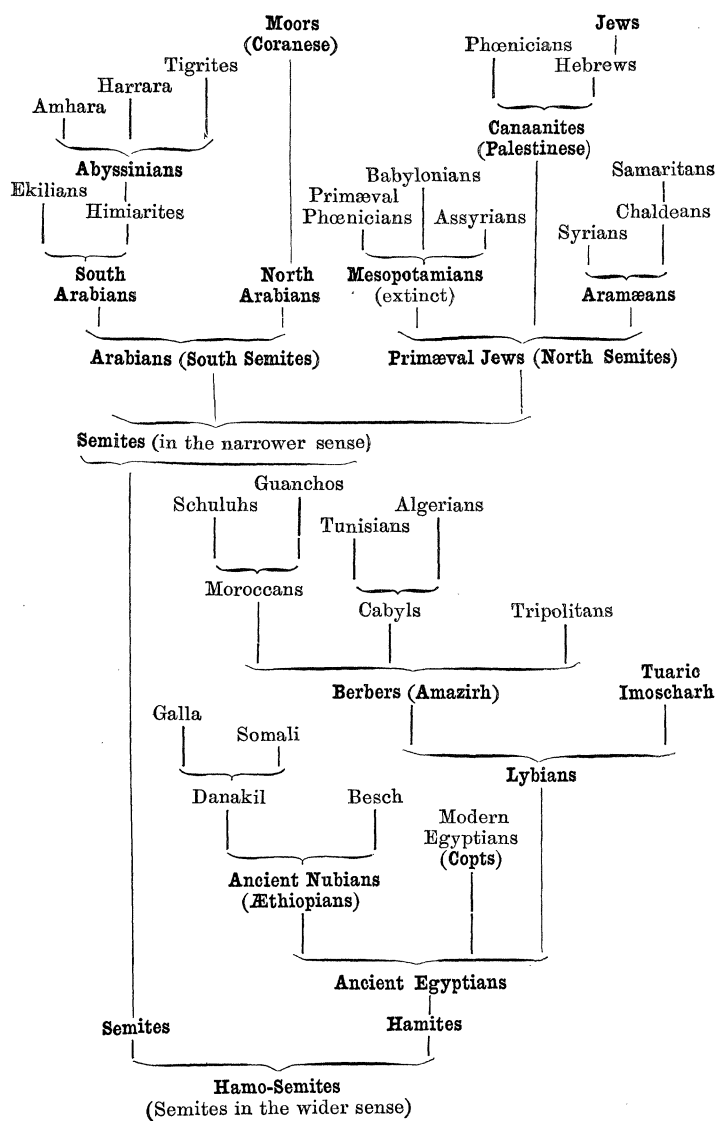 Moors
(Coranese)
Jews
Phœnicians
Hebrews
Tigrites
Harrara
Amhara
Canaanites
(Palestinese)
Abyssinians
Babylonians
Samaritans
Ekilians
Himiarites
Primæval
Phœnicians
Assyrians
Chaldeans
Syrians
South
Arabians
North
Arabians
Mesopotamians
(extinct)
Aramæans
Arabians (South Semites)
Primæval Jews (North Semites)
Semites (in the narrower sense)
Guanchos
Schuluhs
Algerians
Tunisians
Moroccans
Cabyls
Tripolitans
Berbers (Amazirh)
Tuaric
Imoscharh
Galla
Somali
Lybians
Danakil
Besch
Modern
Egyptians
(Copts)
Ancient Nubians
(Æthiopians)
Ancient Egyptians
Semites
Hamites
Hamo-Semites
(Semites in the wider sense)